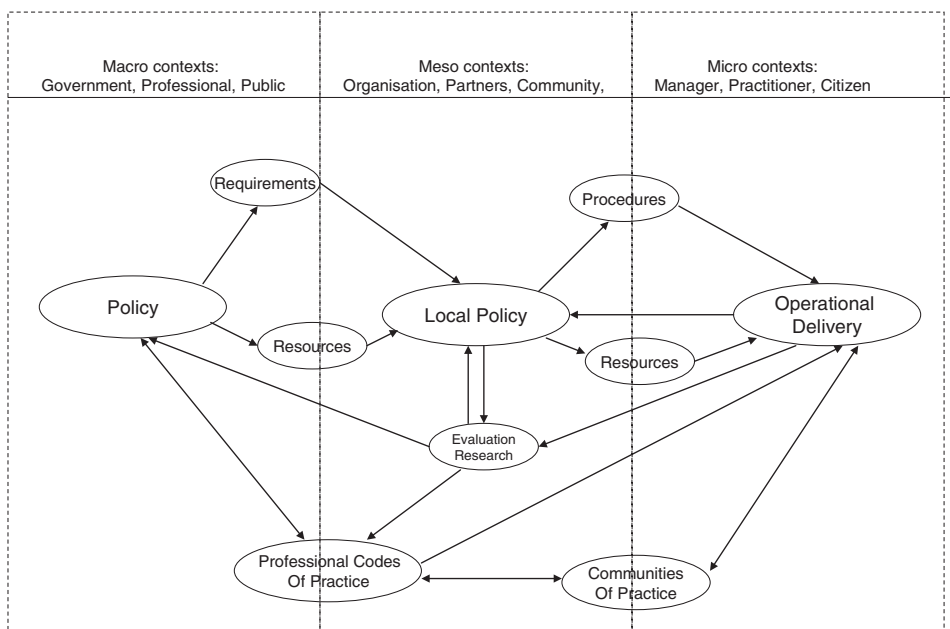 Macro contexts:
Government, Professional, Public
Meso contexts:
Organisation, Partners, Community,
Micro contexts:
Manager, Practitioner, Citizen
Requirements
Procedures
Policy
Local Policy
Operational
Delivery
Resources
Resources
Evaluation
Research
Professional Codes
Of Practice
Communities
Of Practice